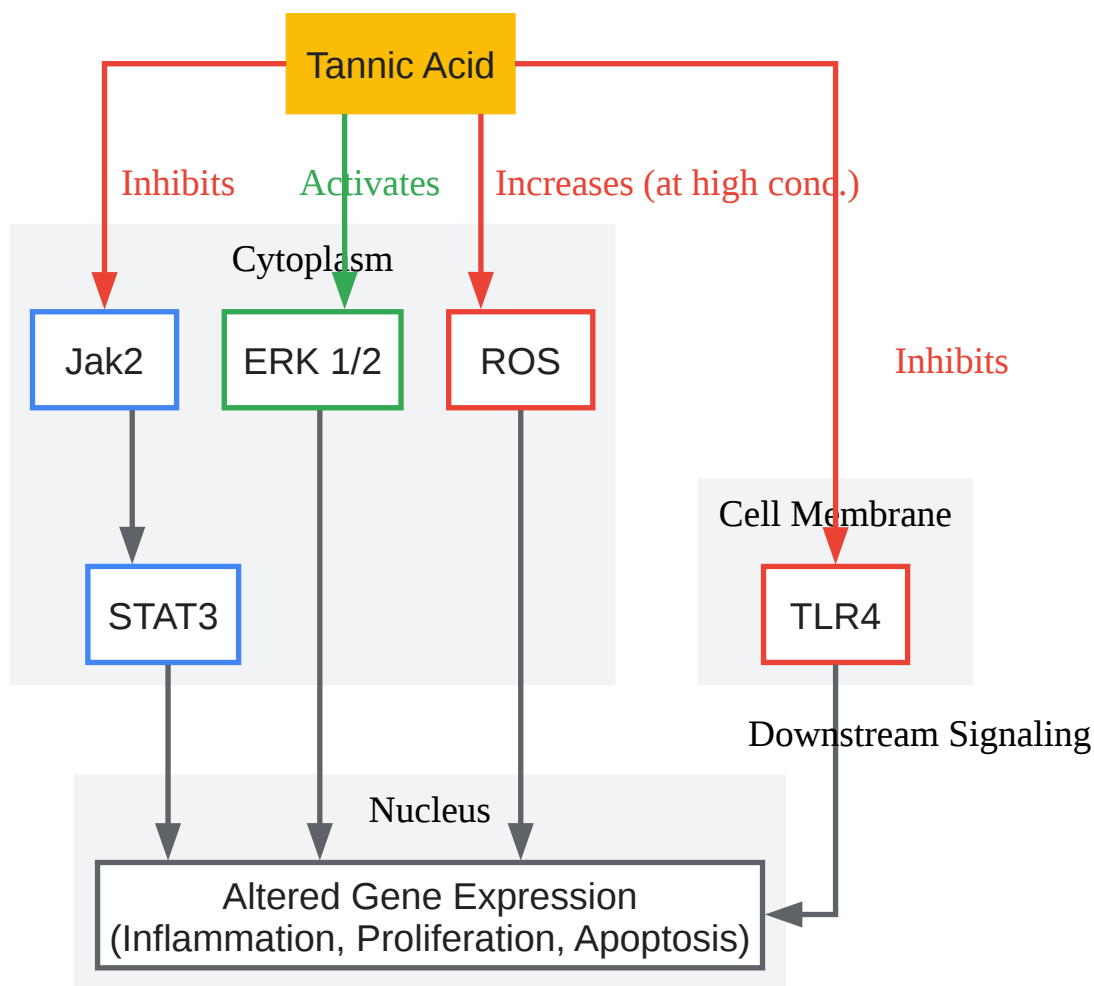 Tannic Acid
Inhibits
Activates
Increases (at high conc.)
Cytoplasm
Jak2
ERK 1/2
ROS
Inhibits
Cell Membrane
STAT3
TLR4
Downstream Signaling
Nucleus
Altered Gene Expression
(Inflammation, Proliferation, Apoptosis)